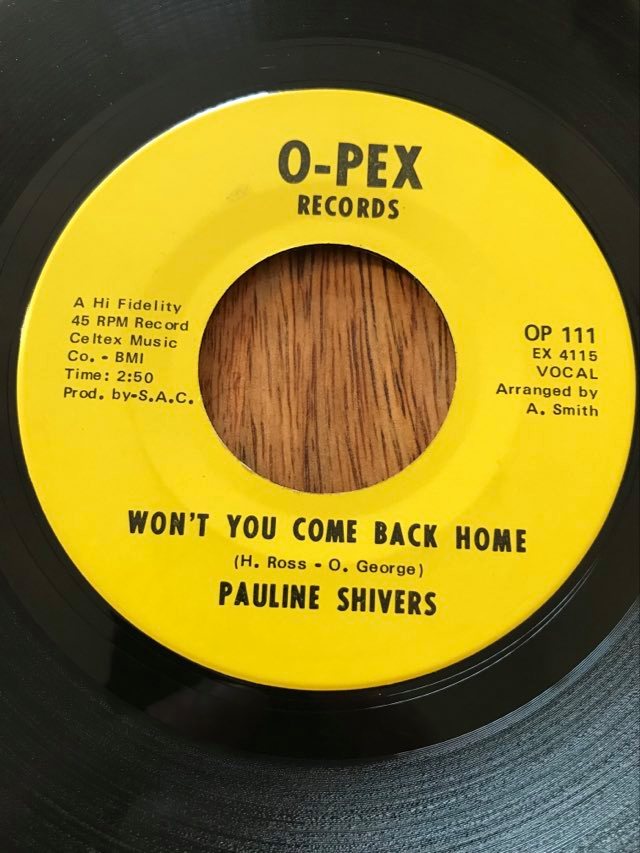 O-PEX
RECORDS
A Hi Fidelity
45 RPM Record
Celtex Music
Co. - BMI
Time: 2:50
Prod. by-S.A.C.
OP 111
EX 4115
VOCAL
Arranged by
A. Smith
WON'T YOU COME BACK HOME
(H. Ross - O. George)
PAULINE SHIVERS